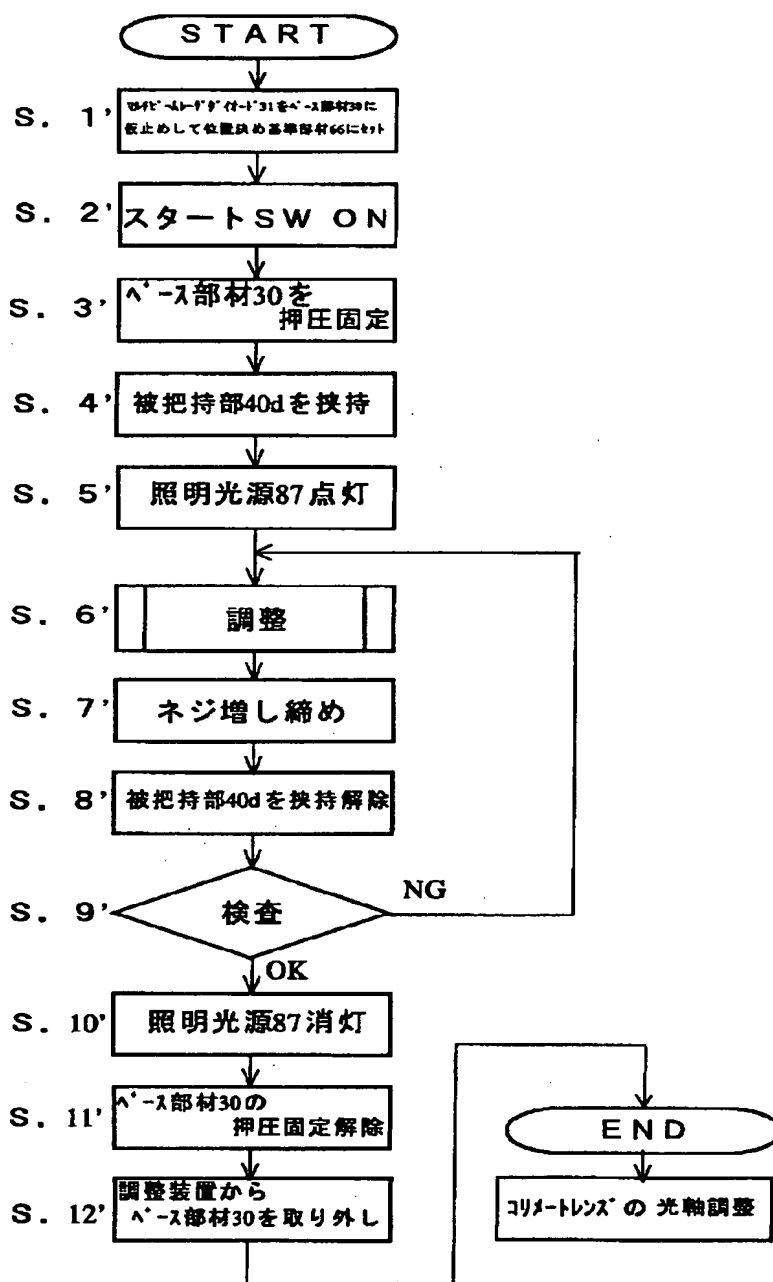 START
S. 1'
マルチビームレーザダイオード31をベース部材30に
仮止めして位置決め基準部材66にセット
S. 2'
スタートSW ON
S. 3'
ベース部材30を
押圧固定
S. 4'
被把持部40dを挟持
S. 5'
照明光源87点灯
S. 6'
調整
S. 7'
ネジ増し締め
S. 8'
被把持部40dを挟持解除
S. 9'
検査
NG
OK
S. 10'
照明光源87消灯
S. 11'
ベース部材30の
押圧固定解除
S. 12'
調整装置から
ベース部材30を取り外し
END
コリメートレンズの光軸調整